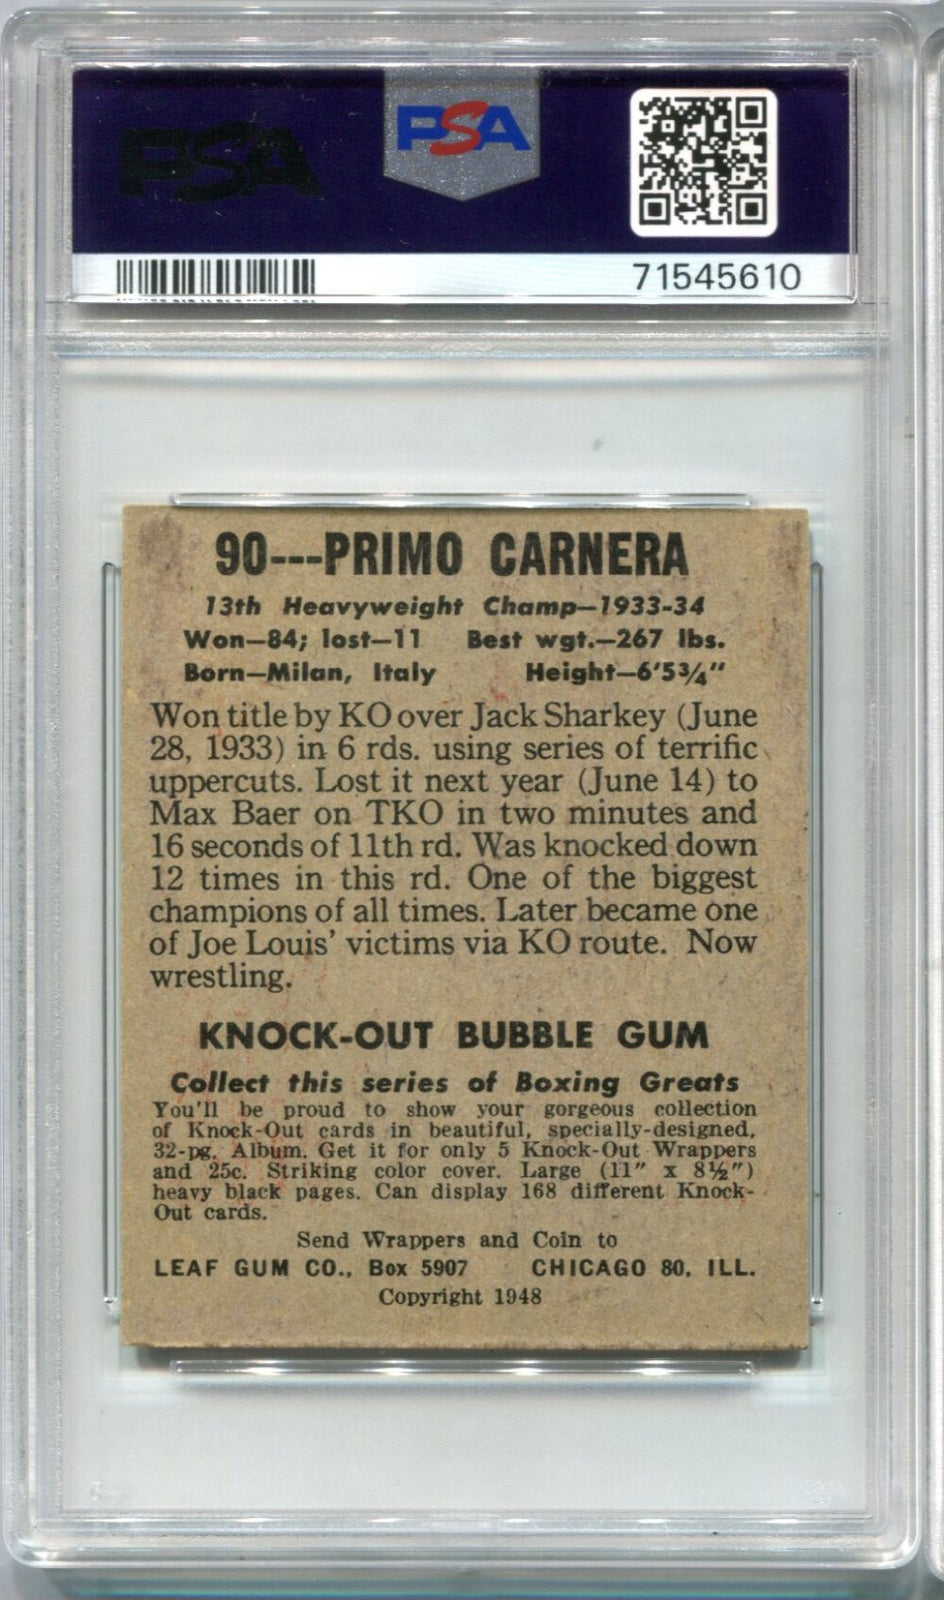 PSA
PSA
71545610
90---PRIMO CARNERA
13th Heavyweight Champ—1933-34
Won—84; lost—11 Best wgt.—267 lbs.
Born—Milan, Italy Height—6'5¾"
Won title by KO over Jack Sharkey (June
28, 1933) in 6 rds. using series of terrific
uppercuts. Lost it next year (June 14) to
Max Baer on TKO in two minutes and
16 seconds of 11th rd. Was knocked down
12 times in this rd. One of the biggest
champions of all times. Later became one
of Joe Louis' victims via KO route. Now
wrestling.
KNOCK-OUT BUBBLE GUM
Collect this series of Boxing Greats
You'll be proud to show your gorgeous collection
of Knock-Out cards in beautiful, specially-designed,
32-pg. Album. Get it for only 5 Knock-Out Wrappers
and 25c. Striking color cover. Large (11" x 8½")
heavy black pages. Can display 168 different Knock-
Out cards.
Send Wrappers and Coin to
LEAF GUM CO., Box 5907 CHICAGO 80, ILL.
Copyright 1948